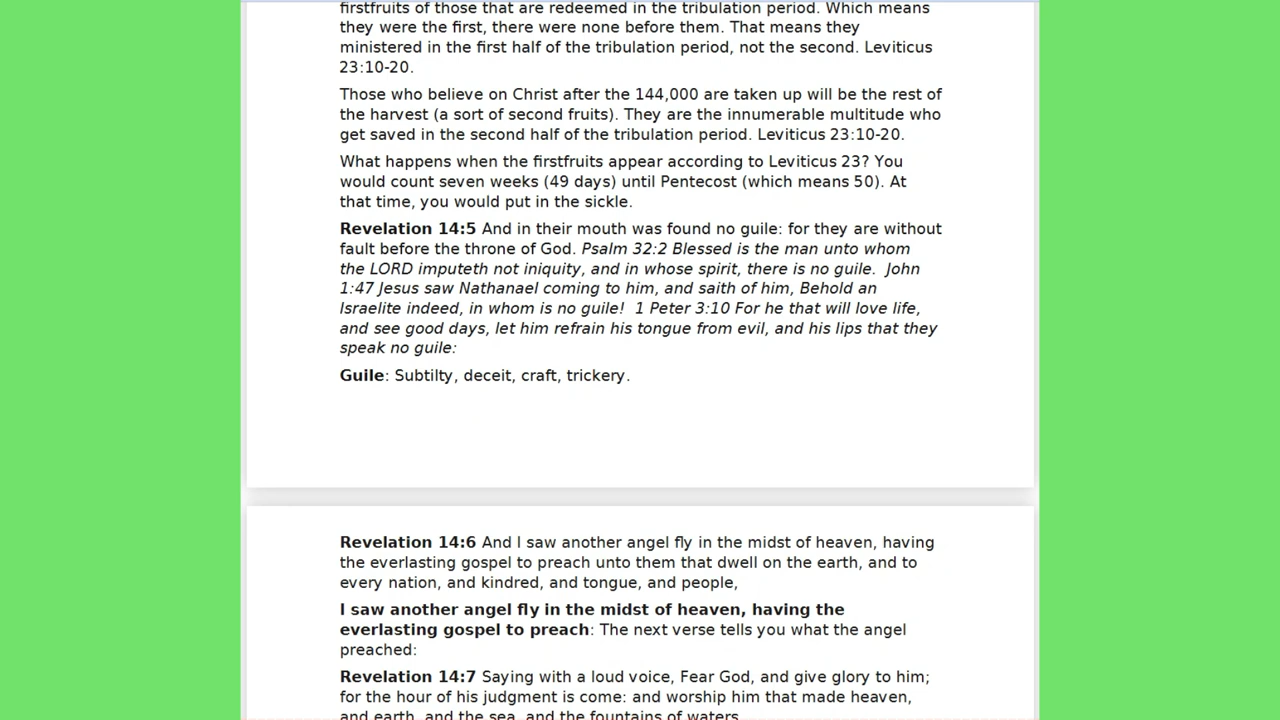 firstfruits of those that are redeemed in the tribulation period. Which means
they were the first, there were none before them. That means they
ministered in the first half of the tribulation period, not the second. Leviticus
23:10-20.
Those who believe on Christ after the 144,000 are taken up will be the rest of
the harvest (a sort of second fruits). They are the innumerable multitude who
get saved in the second half of the tribulation period. Leviticus 23:10-20.
What happens when the firstfruits appear according to Leviticus 23? You
would count seven weeks (49 days) until Pentecost (which means 50). At
that time, you would put in the sickle.
Revelation 14:5 And in their mouth was found no guile: for they are without
fault before the throne of God. Psalm 32:2 Blessed is the man unto whom
the LORD imputeth not iniquity, and in whose spirit, there is no guile.  John
1:47 Jesus saw Nathanael coming to him, and saith of him, Behold an
Israelite indeed, in whom is no guile!  1 Peter 3:10 For he that will love life,
and see good days, let him refrain his tongue from evil, and his lips that they
speak no guile:
Guile: Subtilty, deceit, craft, trickery.
Revelation 14:6 And I saw another angel fly in the midst of heaven, having
the everlasting gospel to preach unto them that dwell on the earth, and to
every nation, and kindred, and tongue, and people,
I saw another angel fly in the midst of heaven, having the
everlasting gospel to preach: The next verse tells you what the angel
preached:
Revelation 14:7 Saying with a loud voice, Fear God, and give glory to him;
for the hour of his judgment is come: and worship him that made heaven,
and earth, and the sea, and the fountains of waters